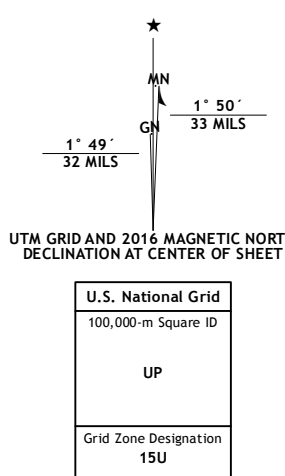 ★
MN
1° 50´
33 MILS
GN
1° 49´
32 MILS
UTM GRID AND 2016 MAGNETIC NORT
DECLINATION AT CENTER OF SHEET
U.S. National Grid
100,000-m Square ID
UP
Grid Zone Designation
15U